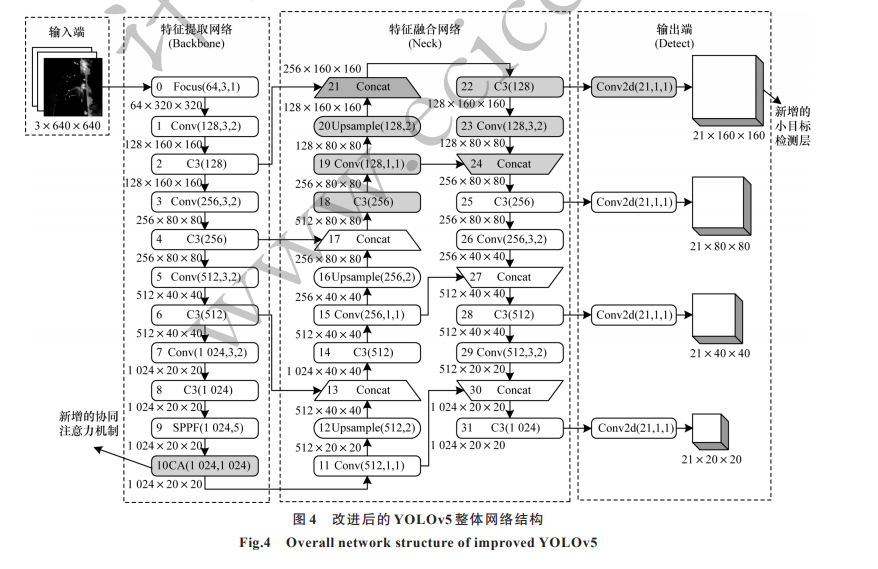 输入端
3×640×640
特征提取网络
(Backbone)
0 Focus(64,3,1)
64×320×320
1 Conv(128,3,2)
128×160×160
2 C3(128)
128×160×160
3 Conv(256,3,2)
256×80×80
4 C3(256)
256×80×80
5 Conv(512,3,2)
512×40×40
6 C3(512)
512×40×40
7 Conv(1 024,3,2)
1 024×20×20
8 C3(1 024)
1 024×20×20
9 SPPF(1 024,5)
1 024×20×20
10CA(1 024,1 024)
1 024×20×20
新增的协同
注意力机制
特征融合网络
(Neck)
256×160×160
21 Concat
128×160×160
20Upsample(128,2)
128×80×80
19 Conv(128,1,1)
256×80×80
18 C3(256)
512×80×80
17 Concat
256×80×80
16Upsample(256,2)
256×40×40
15 Conv(256,1,1)
512×40×40
14 C3(512)
1 024×40×40
13 Concat
512×40×40
12Upsample(512,2)
512×20×20
11 Conv(512,1,1)
22 C3(128)
128×160×160
23 Conv(128,3,2)
128×80×80
24 Concat
256×80×80
25 C3(256)
256×80×80
26 Conv(256,3,2)
256×40×40
27 Concat
512×40×40
28 C3(512)
512×40×40
29 Conv(512,3,2)
512×20×20
30 Concat
1 024×20×20
31 C3(1 024)
1 024×20×20
输出端
(Detect)
Conv2d(21,1,1)
21×160×160
新增的
小目标
检测层
Conv2d(21,1,1)
21×80×80
Conv2d(21,1,1)
21×40×40
Conv2d(21,1,1)
21×20×20
图4 改进后的YOLOv5整体网络结构
Fig.4 Overall network structure of improved YOLOv5
www.ecice